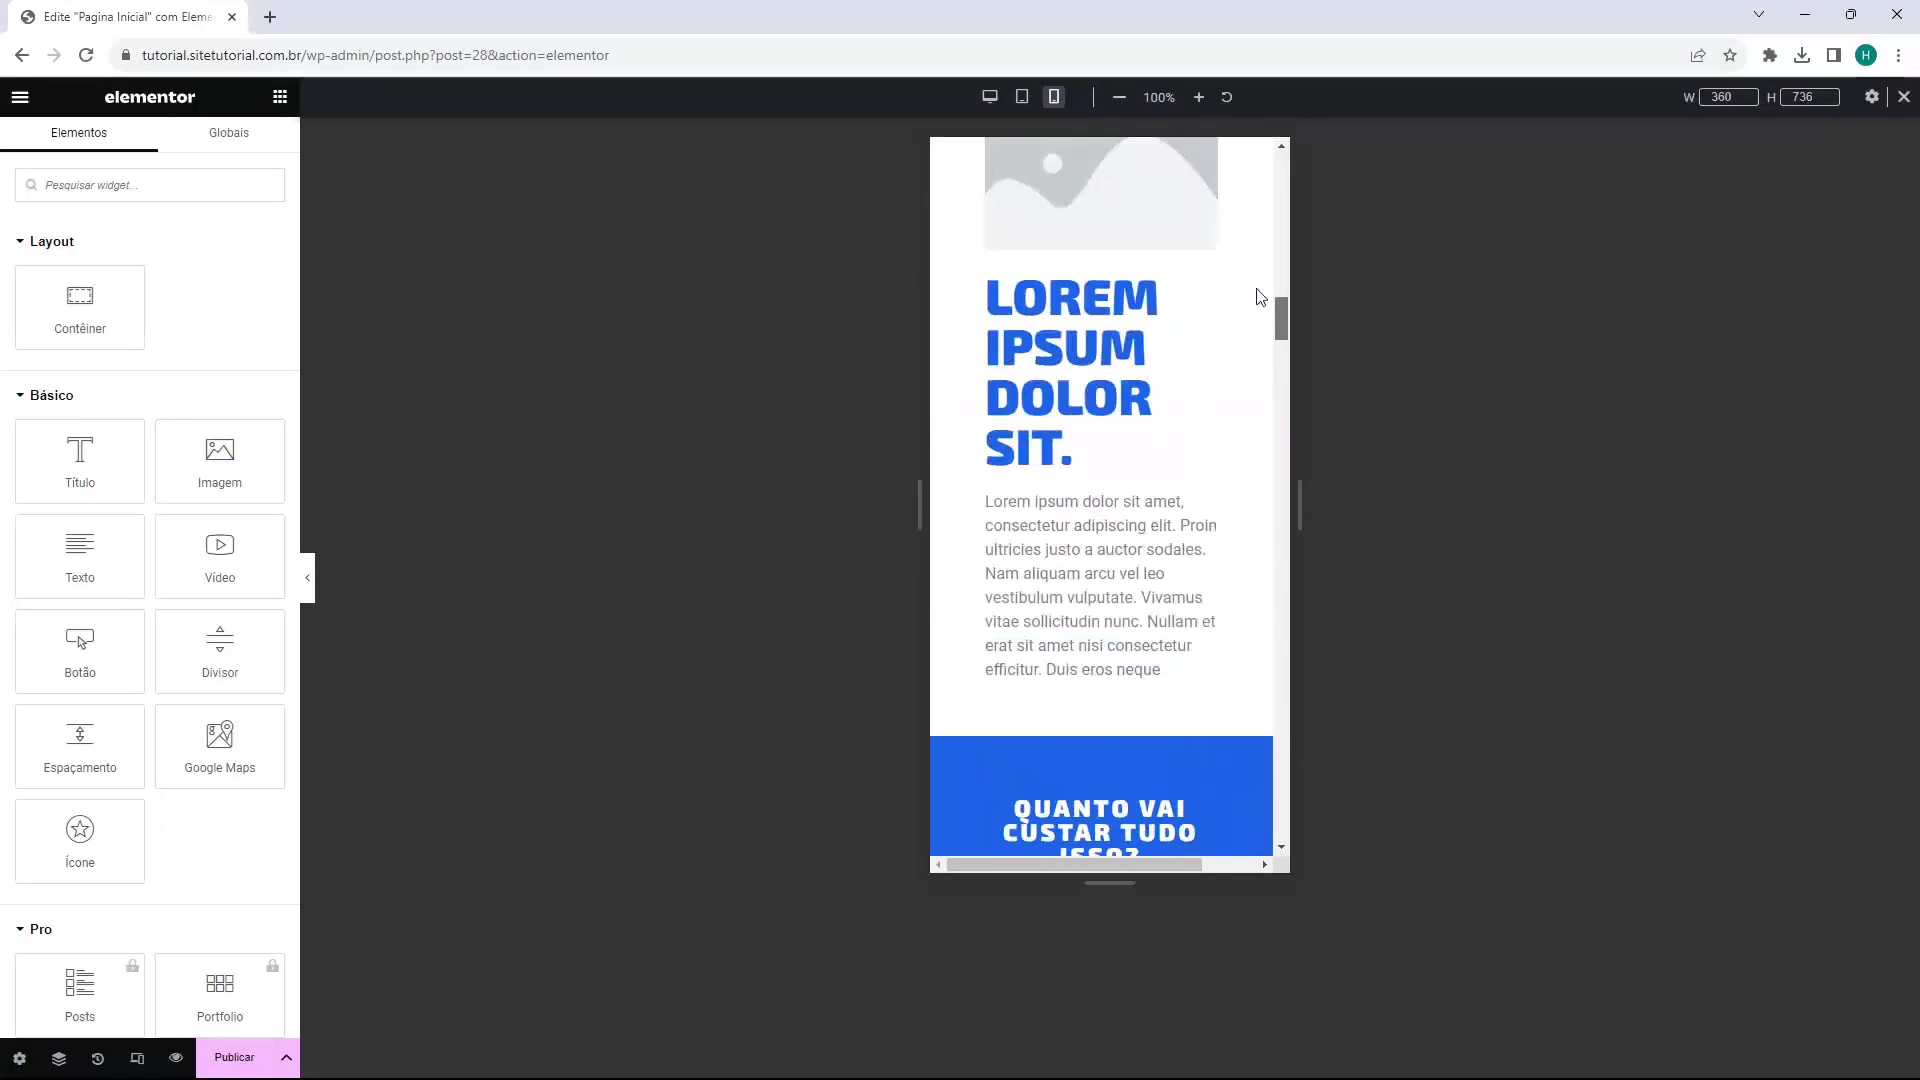 Edite "Pagina Inicial" com Eleme
tutorial.sitetutorial.com.br/wp-admin/post.php?post=28&action=elementor
H
elementor
100%
W 360 H 736
Elementos Globais
Pesquisar widget...
Layout
Contêiner
Básico
Título Imagem
Texto Vídeo
Botão Divisor
Espaçamento Google Maps
Ícone
Pro
Posts Portfolio
Publicar
LOREM
IPSUM
DOLOR
SIT.
Lorem ipsum dolor sit amet,
consectetur adipiscing elit. Proin
ultricies justo a auctor sodales.
Nam aliquam arcu vel leo
vestibulum vulputate. Vivamus
vitae sollicitudin nunc. Nullam et
erat sit amet nisi consectetur
efficitur. Duis eros neque
QUANTO VAI
CUSTAR TUDO
ISSO?